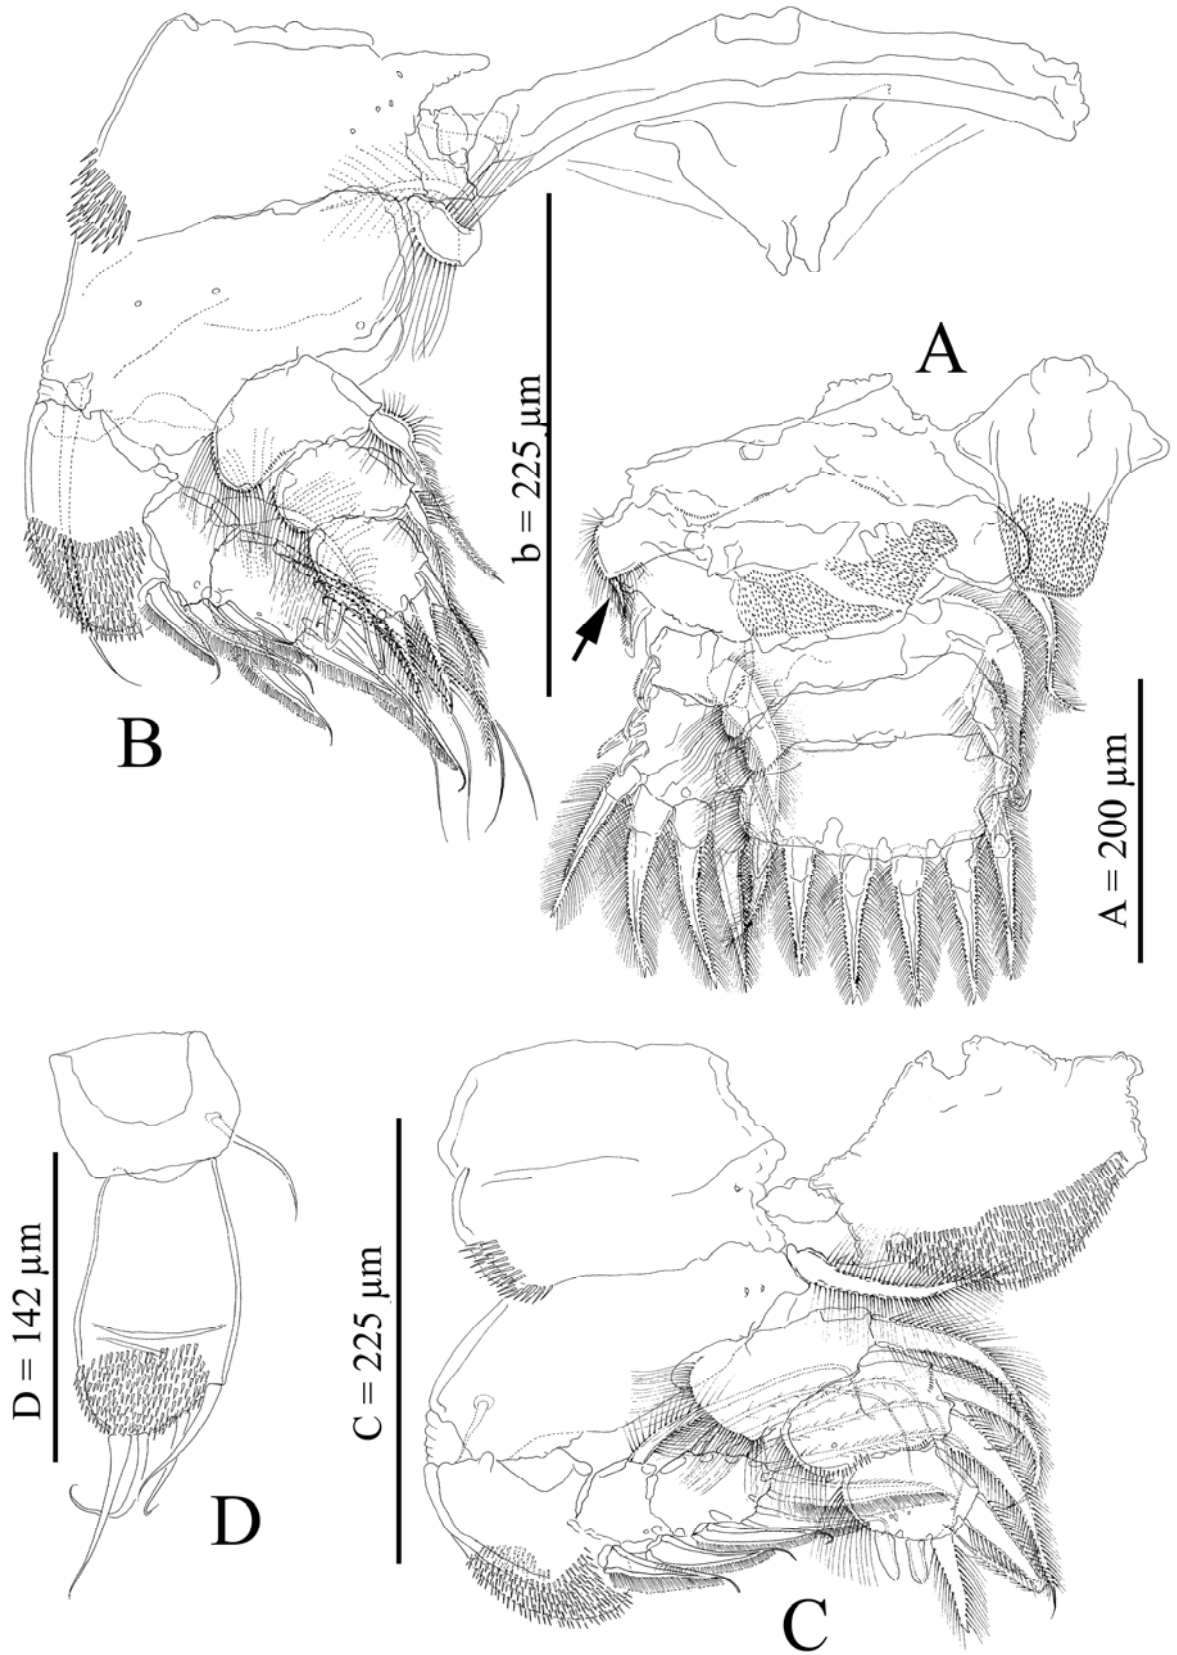 A
b = 225 µm
B
A = 200 µm
D = 142 µm
C = 225 µm
D
C